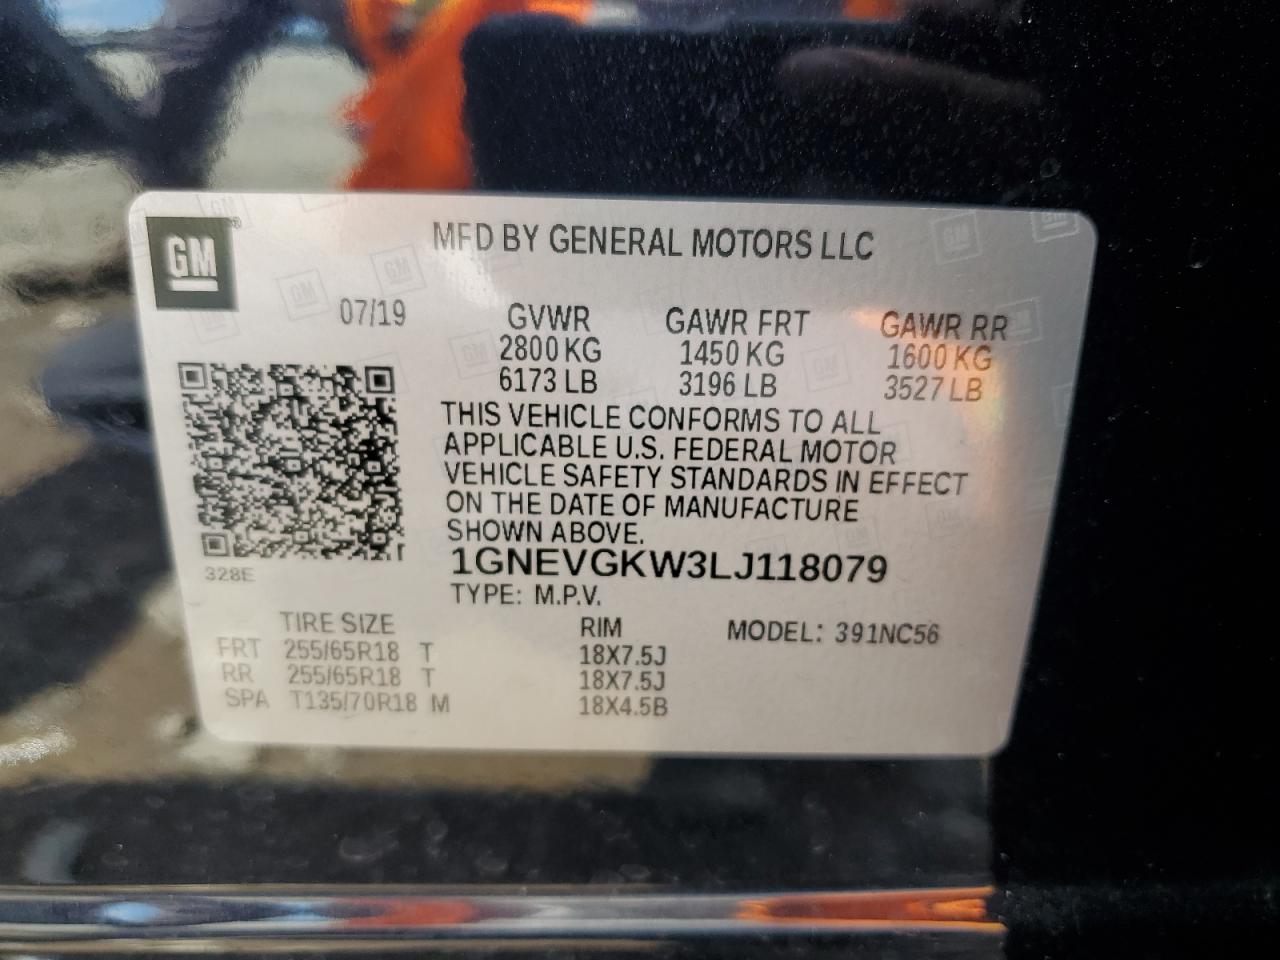 GM®
MFD BY GENERAL MOTORS LLC
07/19
GVWR GAWR FRT GAWR RR
2800 KG 1450 KG 1600 KG
6173 LB 3196 LB 3527 LB
THIS VEHICLE CONFORMS TO ALL
APPLICABLE U.S. FEDERAL MOTOR
VEHICLE SAFETY STANDARDS IN EFFECT
ON THE DATE OF MANUFACTURE
SHOWN ABOVE.
328E
1GNEVGKW3LJ118079
TYPE: M.P.V.
TIRE SIZE RIM MODEL: 391NC56
FRT 255/65R18 T 18X7.5J
RR 255/65R18 T 18X7.5J
SPA T135/70R18 M 18X4.5B